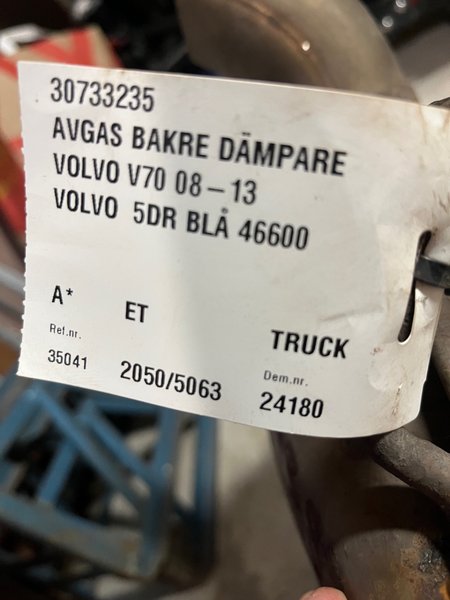 30733235
AVGAS BAKRE DÄMPARE
VOLVO V70 08-13
VOLVO 5DR BLÅ 46600
A* ET TRUCK
Ref.nr. Dem.nr.
35041 2050/5063 24180